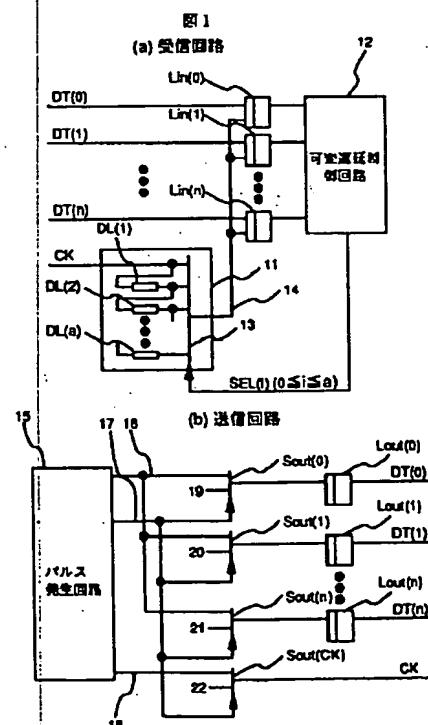 図1
(a) 受信回路
12
Lin(0)
DT(0)
Lin(1)
DT(1)
可変遅延制
御回路
Lin(n)
DT(n)
DL(1)
CK
11
DL(2)
14
DL(a)
13
SEL(i) (0≦i≦a)
(b) 送信回路
15
17
16
Sout(0)
Lout(0)
DT(0)
19
Sout(1)
Lout(1)
DT(1)
20
パルス
発生回路
Sout(n)
Lout(n)
DT(n)
21
Sout(CK)
CK
22